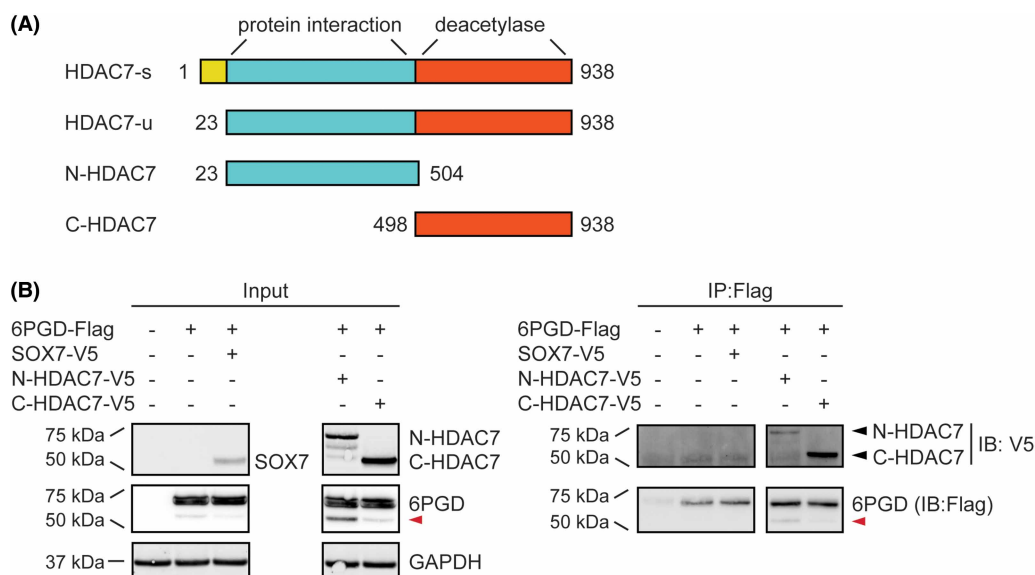 (A)
protein interaction deacetylase
HDAC7-s 1 938
HDAC7-u 23 938
N-HDAC7 23 504
C-HDAC7 498 938
(B)
Input
6PGD-Flag - + + + +
SOX7-V5 - - + - -
N-HDAC7-V5 - - - + -
C-HDAC7-V5 - - - - +
75 kDa
50 kDa
SOX7
N-HDAC7
C-HDAC7
75 kDa
50 kDa
6PGD
37 kDa
GAPDH
IP:Flag
6PGD-Flag - + + + +
SOX7-V5 - - + - -
N-HDAC7-V5 - - - + -
C-HDAC7-V5 - - - - +
75 kDa
50 kDa
N-HDAC7
C-HDAC7
IB: V5
75 kDa
50 kDa
6PGD (IB:Flag)